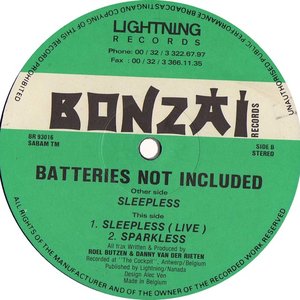 LIGHTNING
RECORDS
Phone: 00 / 32 / 3 322.67.97
Fax : 00 / 32 / 3 366.11.35
ALL RIGHTS OF THE MANUFACTURER AND OF THE OWNER OF THE RECORDED WORK RESERVED
UNAUTHORISED PUBLIC PERFORMANCE BROADCASTING AND COPYING OF THIS RECORD PROHIBITED
BONZAI
RECORDS
BR 93016
SABAM TM
SIDE B
STEREO
BATTERIES NOT INCLUDED
Other side
SLEEPLESS
This side
1. SLEEPLESS ( LIVE )
2. SPARKLESS
All trax Written & Produced by
ROEL BUTZEN & DANNY VAN DER RIETEN
Recorded at "The Cockpit", Antwerp/Belgium
Published by Lightning/Nanada
Design Alec Ven
Made in Belgium